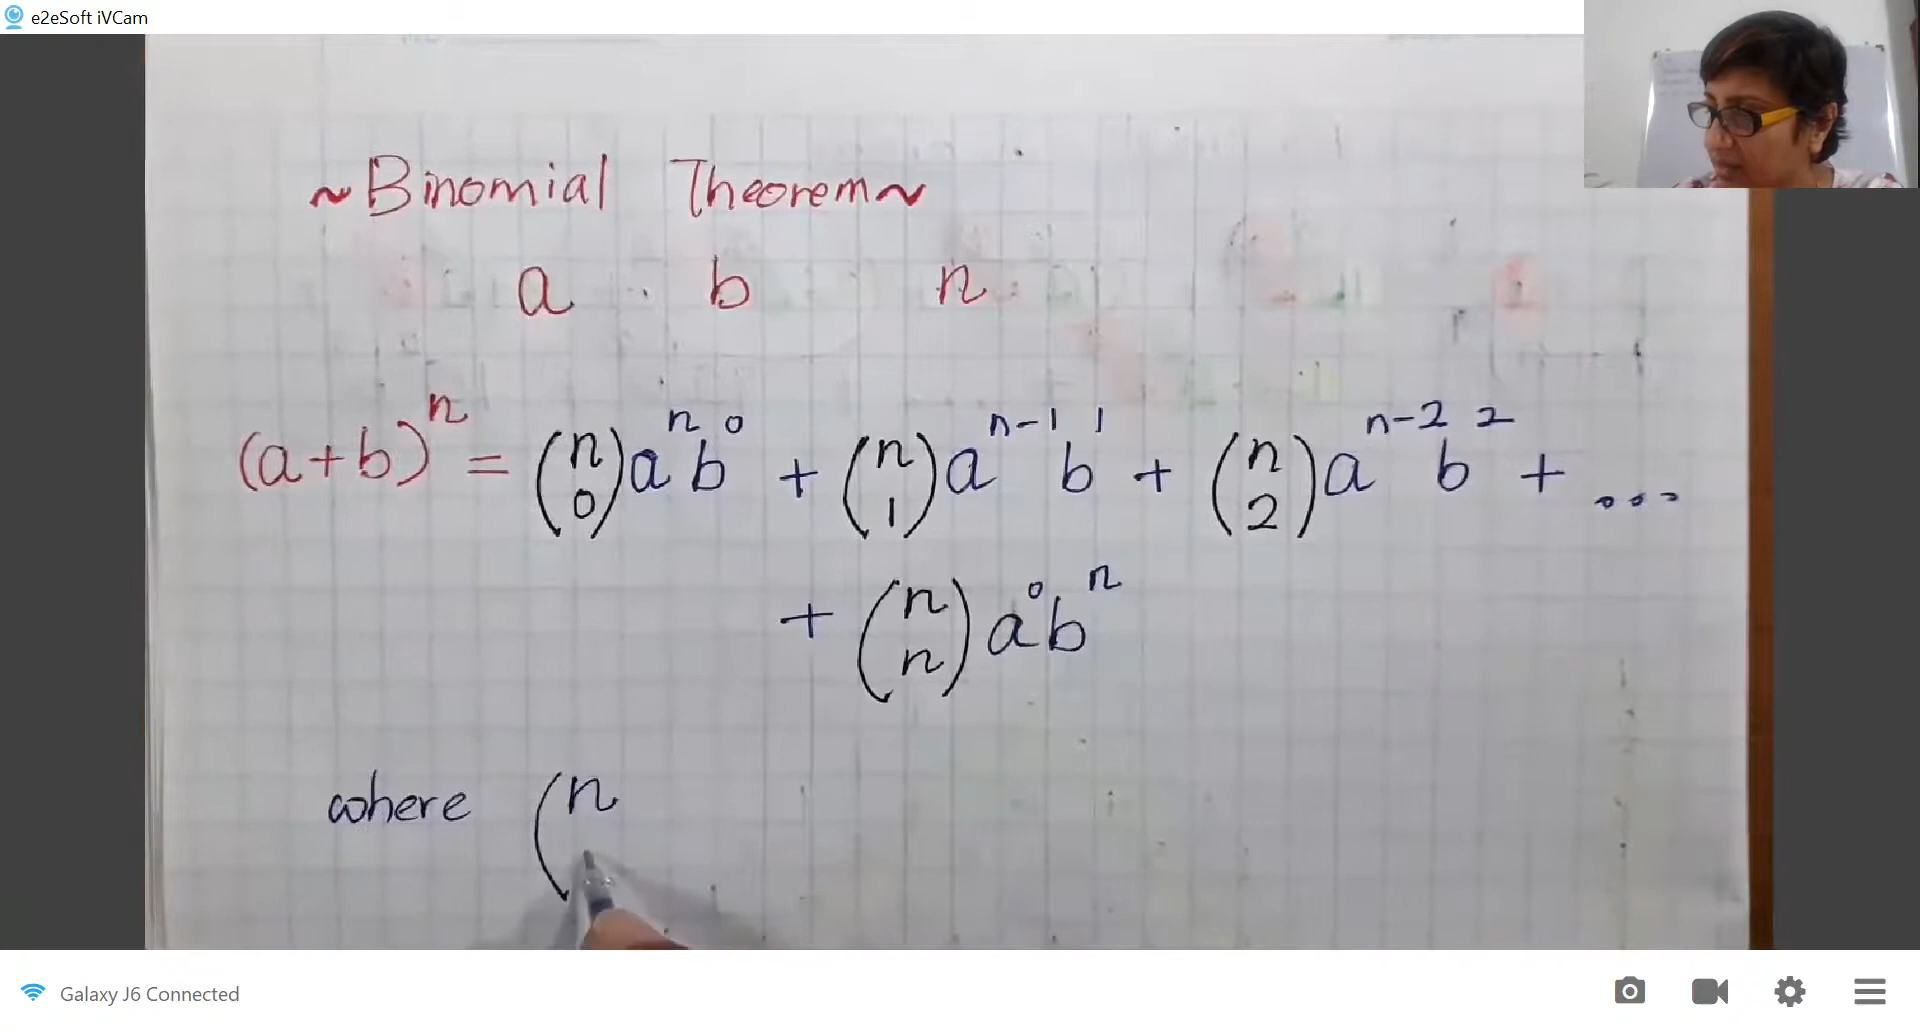 e2eSoft iVCam
~Binomial Theorem~
a b n
(a+b)^n = (n 0)a^n b^0 + (n 1)a^(n-1) b^1 + (n 2)a^(n-2) b^2 + ...
+ (n n)a^0 b^n
where (n
Galaxy J6 Connected